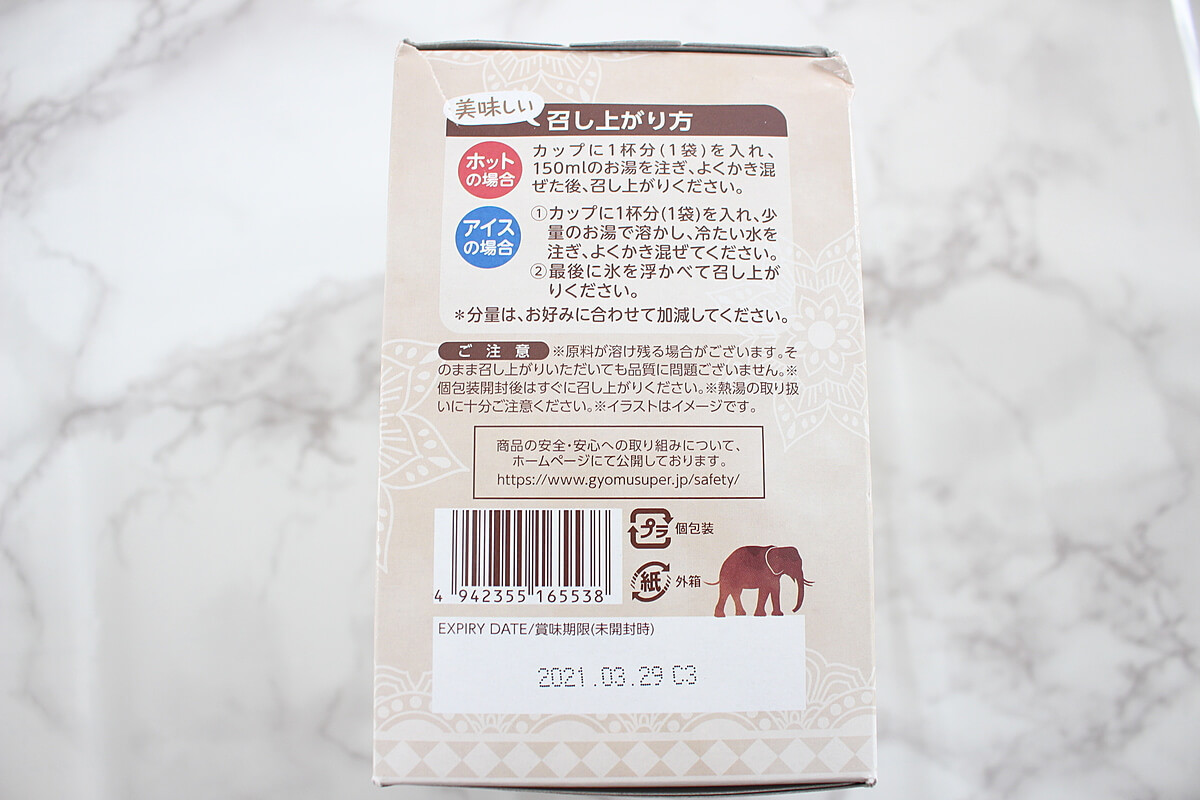 美味しい
召し上がり方
ホット
の場合
カップに1杯分(1袋)を入れ、
150mlのお湯を注ぎ、よくかき混
ぜた後、召し上がりください。
アイス
の場合
①カップに1杯分(1袋)を入れ、少
量のお湯で溶かし、冷たい水を
注ぎ、よくかき混ぜてください。
②最後に氷を浮かべて召し上が
りください。
＊分量は、お好みに合わせて加減してください。
ご注意 ※原料が溶け残る場合がございます。そ
のまま召し上がりいただいても品質に問題ございません。※
個包装開封後はすぐに召し上がりください。※熱湯の取り扱
いに十分ご注意ください。※イラストはイメージです。
商品の安全・安心への取り組みについて、
ホームページにて公開しております。
https://www.gyomusuper.jp/safety/
プラ 個包装
紙 外箱
4 942355 165538
EXPIRY DATE/賞味期限(未開封時)
2021.03.29 C3